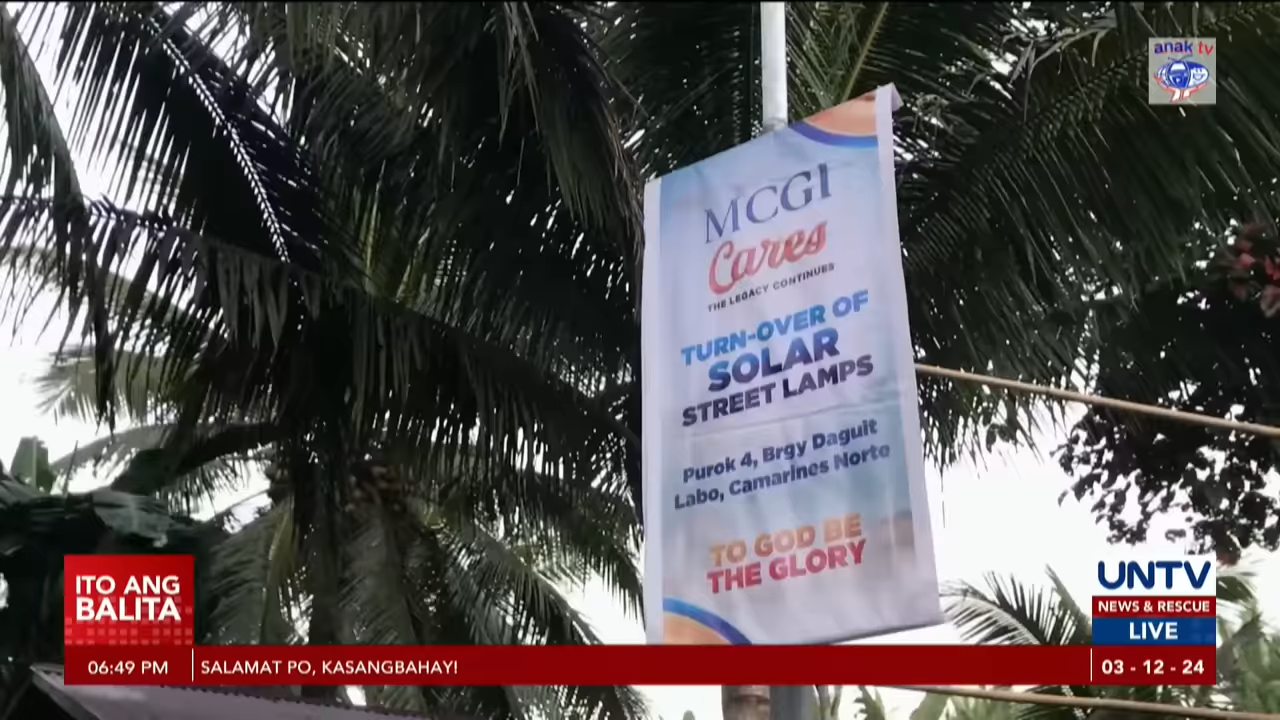 anak tv
MCGI
Cares
THE LEGACY CONTINUES
TURN-OVER OF
SOLAR
STREET LAMPS
Purok 4, Brgy Daguit
Labo, Camarines Norte
TO GOD BE
THE GLORY
ITO ANG
BALITA
UNTV
NEWS & RESCUE
LIVE
06:49 PM
SALAMAT PO, KASANGBAHAY!
03 - 12 - 24